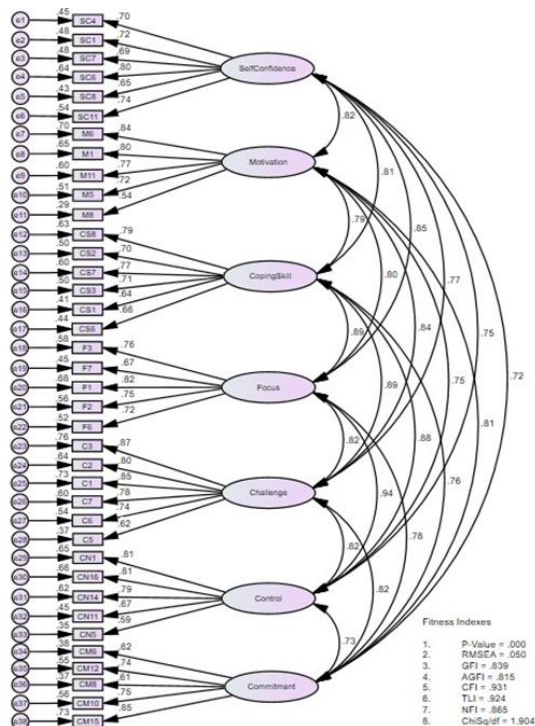 e1 .45 SC4 .70
e2 .48 SC1 .72
e3 .48 SC7 .69
e4 .64 SC6 .80
e5 .43 SC8 .65
e6 .54 SC11 .74
SelfConfidence
e7 .70 M6 .84
e8 .65 M1 .80
e9 .60 M11 .77
e10 .51 M5 .72
e11 .29 M8 .54
Motivation
e12 .63 CS8 .79
e13 .50 CS2 .70
e14 .60 CS7 .77
e15 .50 CS3 .71
e16 .41 CS1 .64
e17 .44 CS6 .66
CopingSkill
e18 .58 F3 .76
e19 .45 F7 .67
e20 .68 F1 .82
e21 .56 F2 .75
e22 .52 F6 .72
Focus
e23 .76 C3 .87
e24 .64 C2 .80
e25 .73 C1 .85
e26 .60 C7 .78
e27 .54 C6 .74
e28 .37 C5 .62
Challenge
e29 .65 CN1 .81
e30 .66 CN16 .81
e31 .62 CN14 .79
e32 .45 CN11 .67
e33 .35 CN5 .59
Control
e34 .38 CM6 .62
e35 .55 CM12 .74
e36 .37 CM8 .61
e37 .56 CM10 .75
e38 .73 CM15 .85
Commitment
.82
.81
.79
.85
.80
.77
.89
.84
.75
.72
.89
.75
.82
.88
.81
.94
.76
.82
.78
.82
.73
Fitness Indexes
1. P-Value = .000
2. RMSEA = .050
3. GFI = .839
4. AGFI = .815
5. CFI = .931
6. TLI = .924
7. NFI = .865
8. ChiSq/df = 1.904